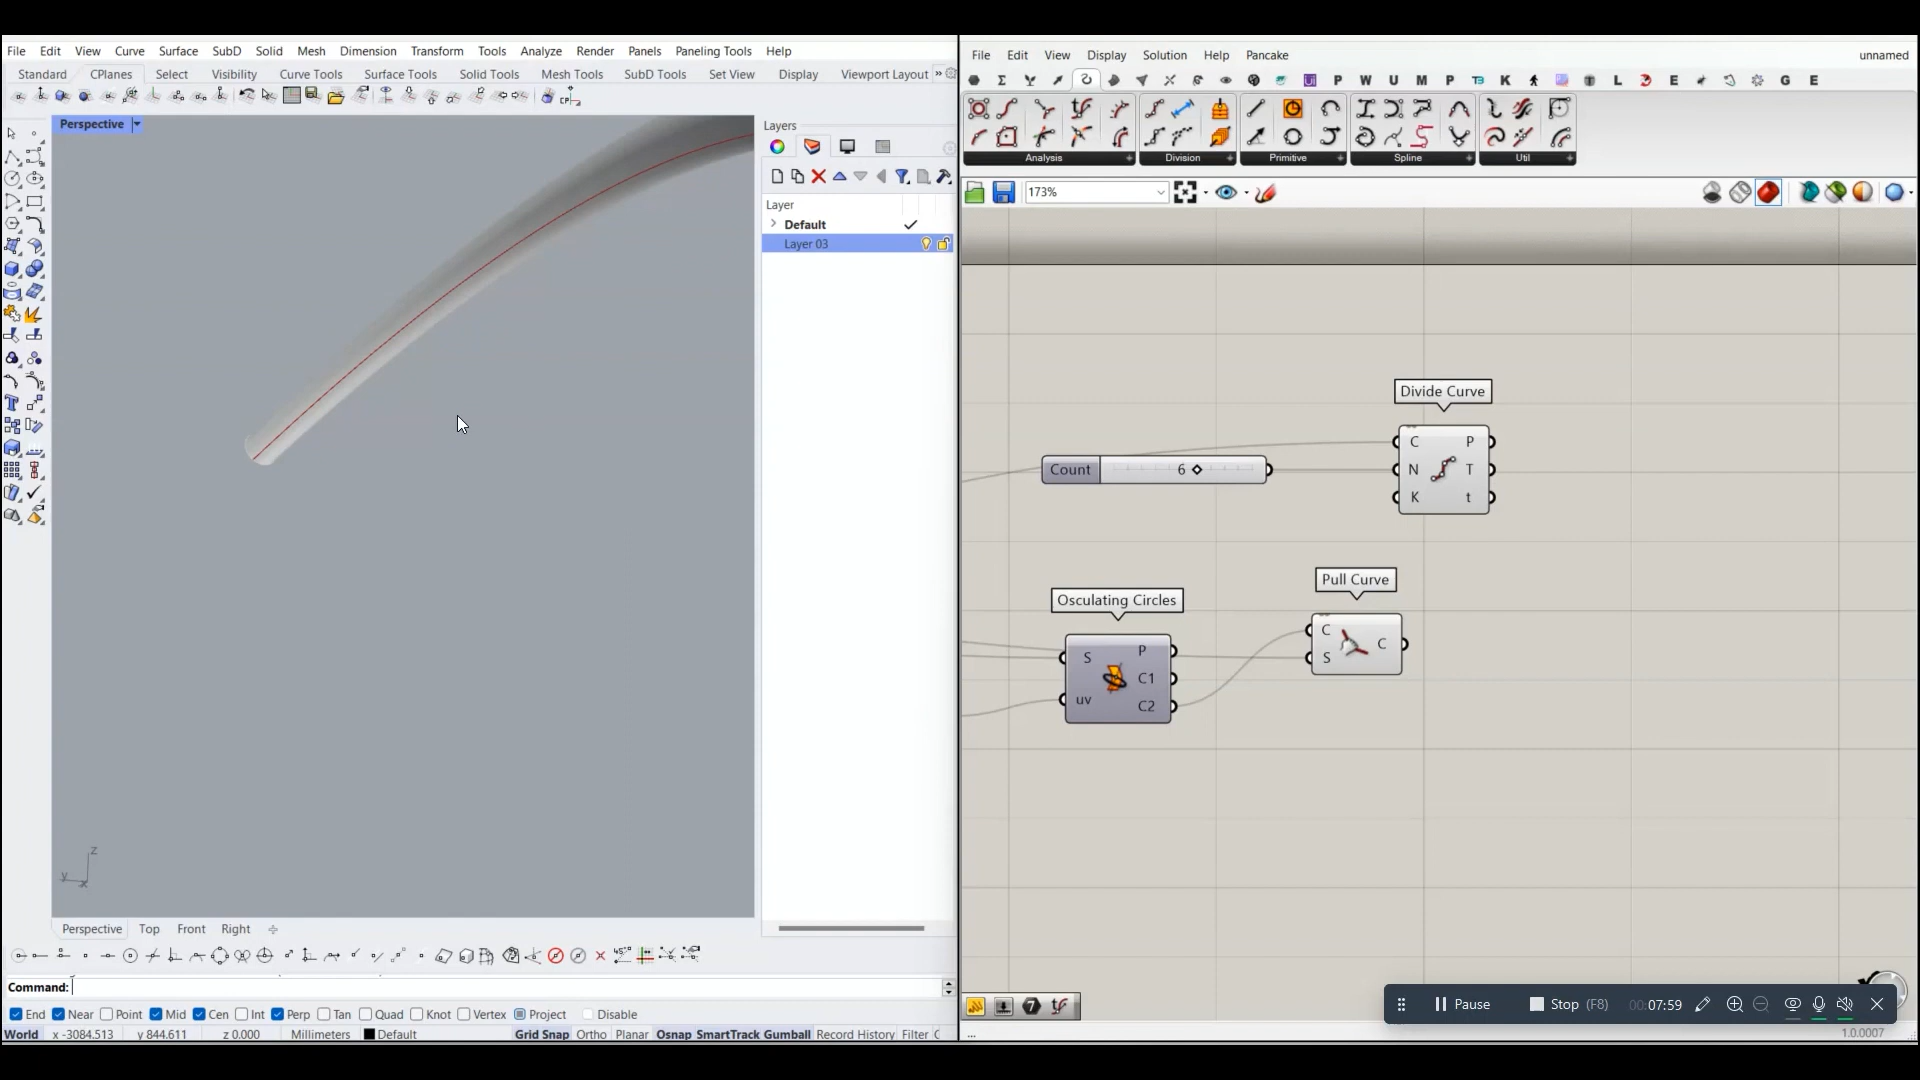 File Edit View Curve Surface SubD Solid Mesh Dimension Transform Tools Analyze Render Panels Paneling Tools Help
Standard CPlanes Select Visibility Curve Tools Surface Tools Solid Tools Mesh Tools SubD Tools Set View Display Viewport Layout »
Perspective
Layers
Layer
Default
Layer 03
z
y
x
Perspective Top Front Right
Command:
End Near Point Mid Cen Int Perp Tan Quad Knot Vertex Project Disable
World x -3084.513 y 844.611 z 0.000 Millimeters Default Grid Snap Ortho Planar Osnap SmartTrack Gumball Record History Filter
File Edit View Display Solution Help Pancake unnamed
P W U M P K L E G E
Analysis Division Primitive Spline Util
173%
Divide Curve
C P
Count 6 N T
K t
Pull Curve
C C
S
Osculating Circles
S P
C1
uv C2
Pause Stop (F8) 00:07:59
...
1.0.0007